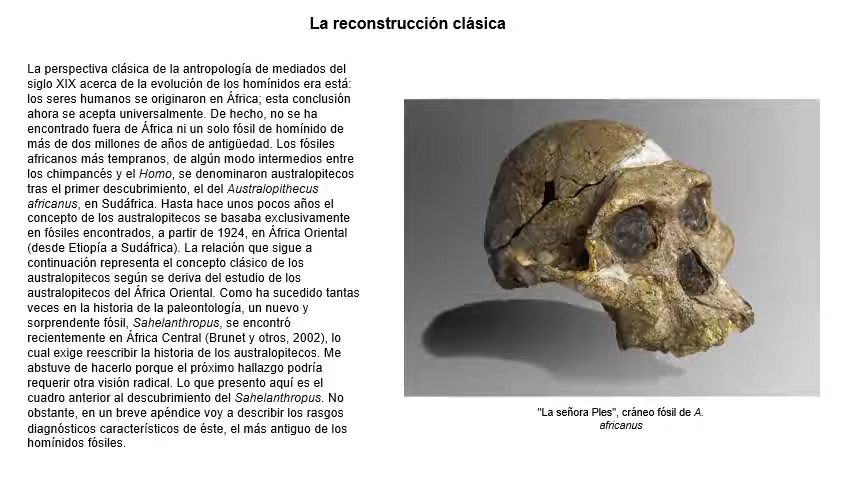 La reconstrucción clásica
La perspectiva clásica de la antropología de mediados del
siglo XIX acerca de la evolución de los homínidos era está:
los seres humanos se originaron en África; esta conclusión
ahora se acepta universalmente. De hecho, no se ha
encontrado fuera de África ni un solo fósil de homínido de
más de dos millones de años de antigüedad. Los fósiles
africanos más tempranos, de algún modo intermedios entre
los chimpancés y el Homo, se denominaron australopitecos
tras el primer descubrimiento, el del Australopithecus
africanus, en Sudáfrica. Hasta hace unos pocos años el
concepto de los australopitecos se basaba exclusivamente
en fósiles encontrados, a partir de 1924, en África Oriental
(desde Etiopía a Sudáfrica). La relación que sigue a
continuación representa el concepto clásico de los
australopitecos según se deriva del estudio de los
australopitecos del África Oriental. Como ha sucedido tantas
veces en la historia de la paleontología, un nuevo y
sorprendente fósil, Sahelanthropus, se encontró
recientemente en África Central (Brunet y otros, 2002), lo
cual exige reescribir la historia de los australopitecos. Me
abstuve de hacerlo porque el próximo hallazgo podría
requerir otra visión radical. Lo que presento aquí es el
cuadro anterior al descubrimiento del Sahelanthropus. No
obstante, en un breve apéndice voy a describir los rasgos
diagnósticos característicos de éste, el más antiguo de los
homínidos fósiles.
"La señora Ples", cráneo fósil de A.
africanus